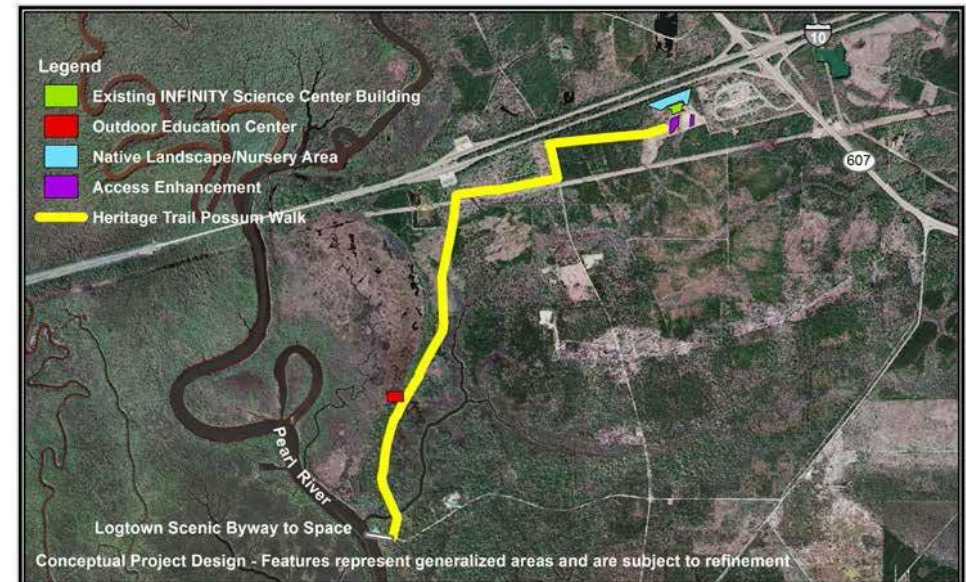 Legend
Existing INFINITY Science Center Building
Outdoor Education Center
Native Landscape/Nursery Area
Access Enhancement
Heritage Trail Possum Walk
10
607
Pearl River
Logtown Scenic Byway to Space
Conceptual Project Design - Features represent generalized areas and are subject to refinement